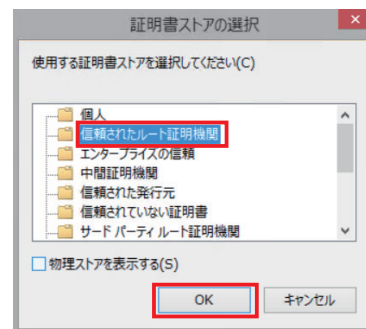 証明書ストアの選択
使用する証明書ストアを選択してください(C)
個人
信頼されたルート証明機関
エンタープライズの信頼
中間証明機関
信頼された発行元
信頼されていない証明書
サード パーティ ルート証明機関
物理ストアを表示する(S)
OK キャンセル